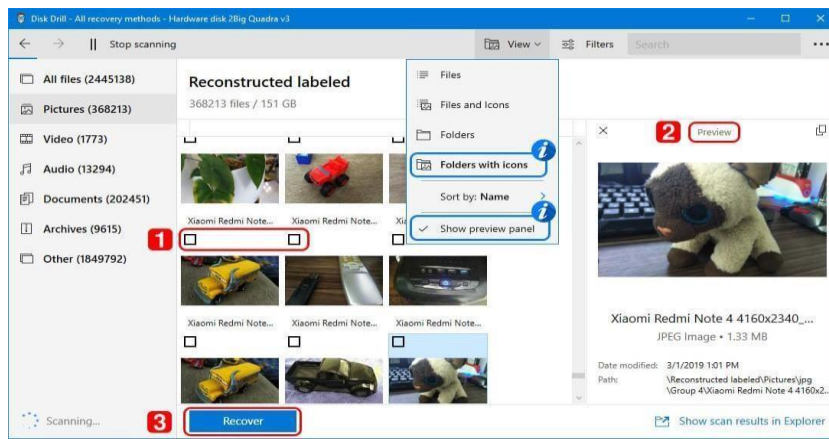 Disk Drill - All recovery methods - Hardware disk 2Big Quadra v3
Stop scanning
View
Filters
Search
All files (2445138)
Pictures (368213)
Video (1773)
Audio (13294)
Documents (202451)
Archives (9615)
Other (1849792)
Scanning...
Reconstructed labeled
368213 files / 151 GB
Files
Files and Icons
Folders
Folders with icons
i
Sort by: Name
i
Show preview panel
Xiaomi Redmi Note...
Xiaomi Redmi Note...
1
Xiaomi Redmi Note...
Xiaomi Redmi Note...
Xiaomi Redmi Note...
3
Recover
2
Preview
Xiaomi Redmi Note 4 4160x2340_...
JPEG Image • 1.33 MB
Date modified: 3/1/2019 1:01 PM
Path: \Reconstructed labeled\Pictures\jpg
\Group 4\Xiaomi Redmi Note 4 4160x2...
Show scan results in Explorer